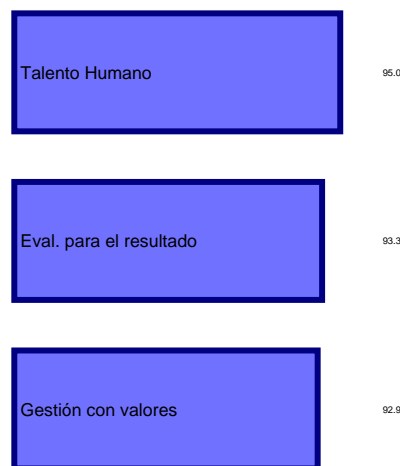 Talento Humano 95.0
Eval. para el resultado 93.3
Gestión con valores 92.9